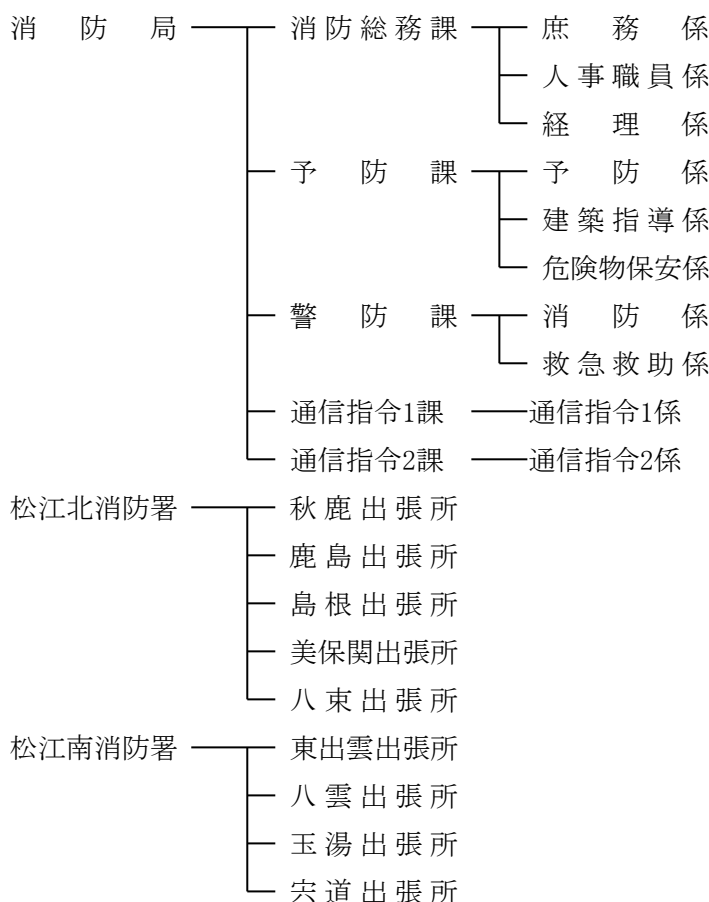 消防局 消防総務課 庶務係
人事職員係
経理係
予防課 予防係
建築指導係
危険物保安係
警防課 消防係
救急救助係
通信指令1課 通信指令1係
通信指令2課 通信指令2係
松江北消防署 秋鹿出張所
鹿島出張所
島根出張所
美保関出張所
八束出張所
松江南消防署 東出雲出張所
八雲出張所
玉湯出張所
宍道出張所